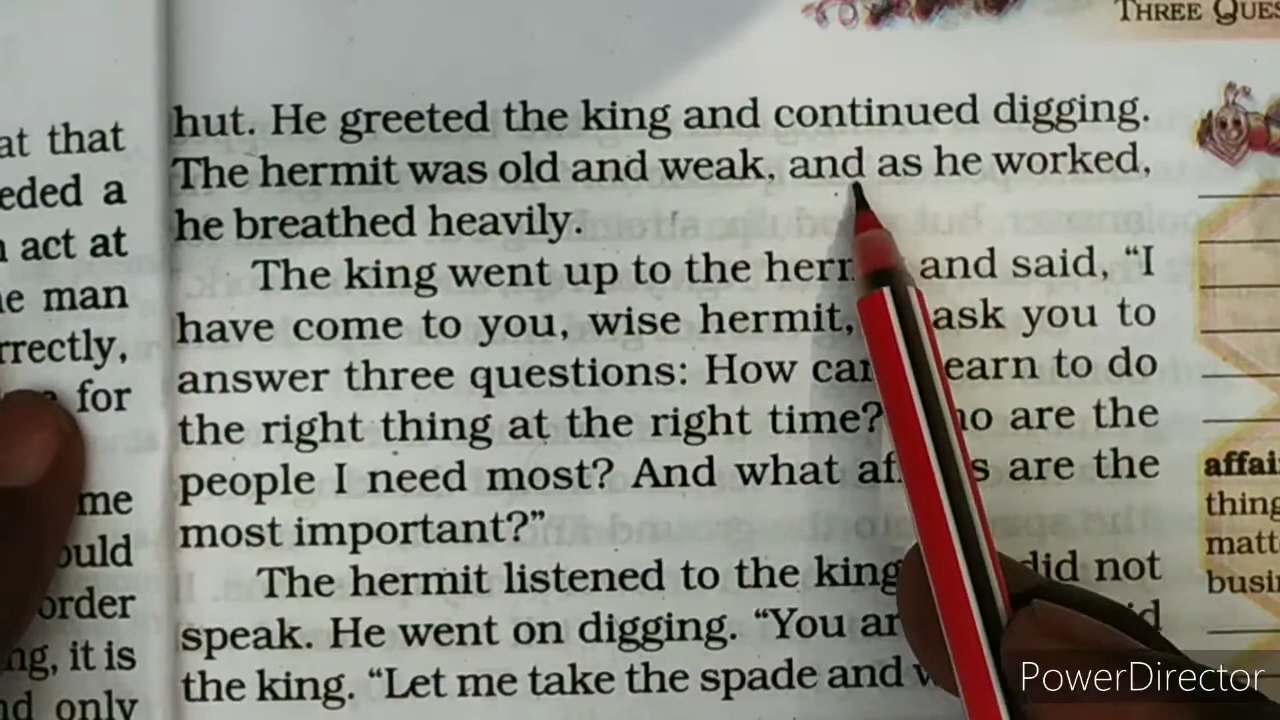 THREE
at that
eded a
act at
e man
rrectly,
for
me
ould
order
ng, it is
nd only
hut. He greeted the king and continued digging.
The hermit was old and weak, and as he worked,
he breathed heavily.
The king went up to the and said, “I
have come to you, wise hermit, ask you to
answer three questions: How earn to do
the right thing at the right time? are the
people I need most? And what are the
most important?”
The hermit listened to the king did not
speak. He went on digging. “You
the king. “Let me take the spade and
affai
thing
matt
busi
PowerDirector